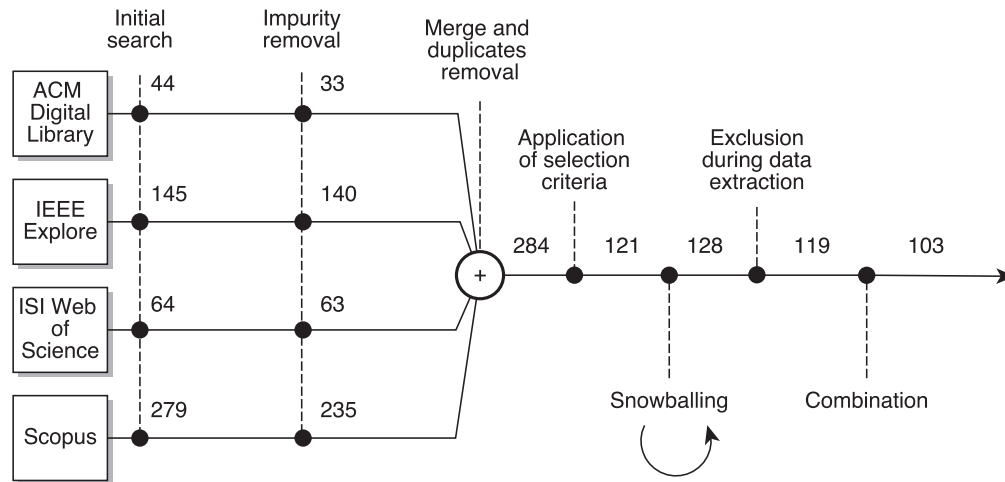 Initial
search
Impurity
removal
Merge and
duplicates
removal
ACM
Digital
Library
44
33
IEEE
Explore
145
140
ISI Web
of
Science
64
63
Scopus
279
235
+
284
Application
of selection
criteria
121
128
Exclusion
during data
extraction
119
103
Snowballing
Combination